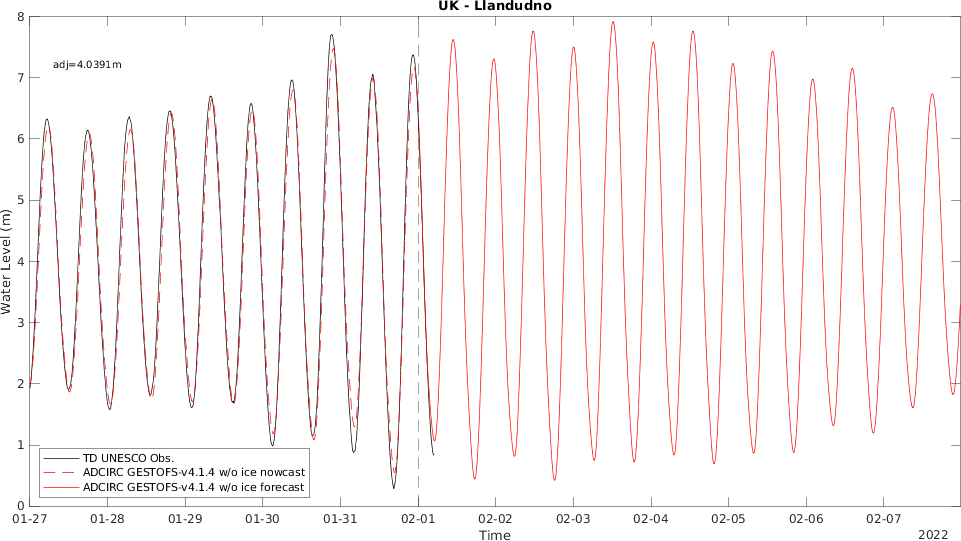 UK - Llandudno
adj=4.0391m
8
7
6
5
4
3
2
1
0
Water Level (m)
TD UNESCO Obs.
ADCIRC GESTOFS-v4.1.4 w/o ice nowcast
ADCIRC GESTOFS-v4.1.4 w/o ice forecast
01-27 01-28 01-29 01-30 01-31 02-01 02-02 02-03 02-04 02-05 02-06 02-07
Time
2022